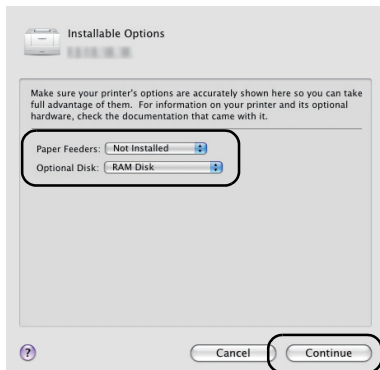 Installable Options
Make sure your printer's options are accurately shown here so you can take
full advantage of them. For information on your printer and its optional
hardware, check the documentation that came with it.
Paper Feeders: Not Installed
Optional Disk: RAM Disk
? Cancel Continue